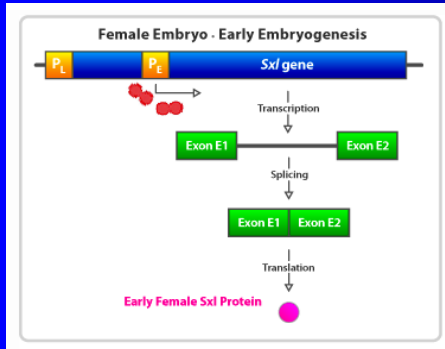 Female Embryo - Early Embryogenesis
PL PE Sxl gene
Transcription
Exon E1 Exon E2
Splicing
Exon E1 Exon E2
Translation
Early Female Sxl Protein